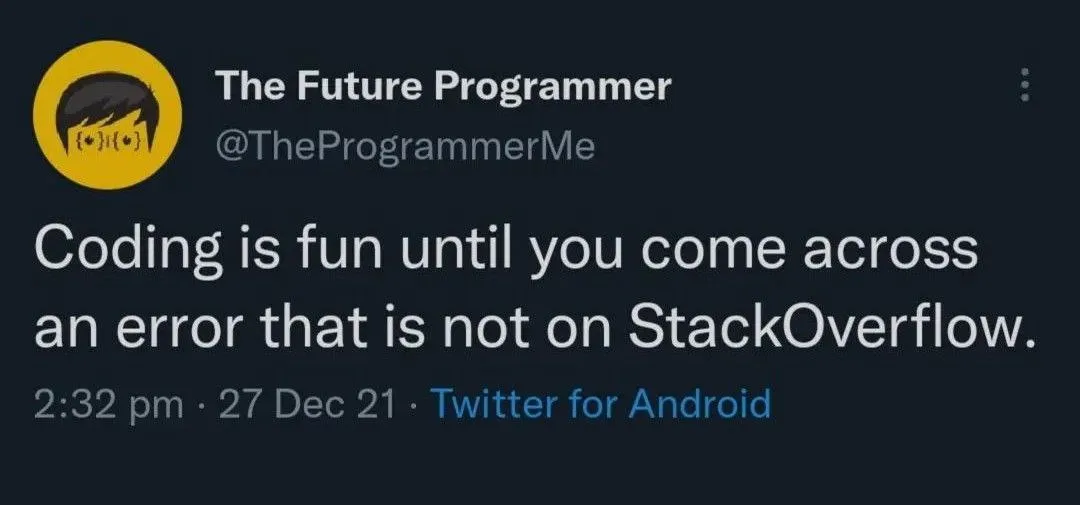 The Future Programmer
@TheProgrammerMe
Coding is fun until you come across
an error that is not on StackOverflow.
2:32 pm · 27 Dec 21 · Twitter for Android